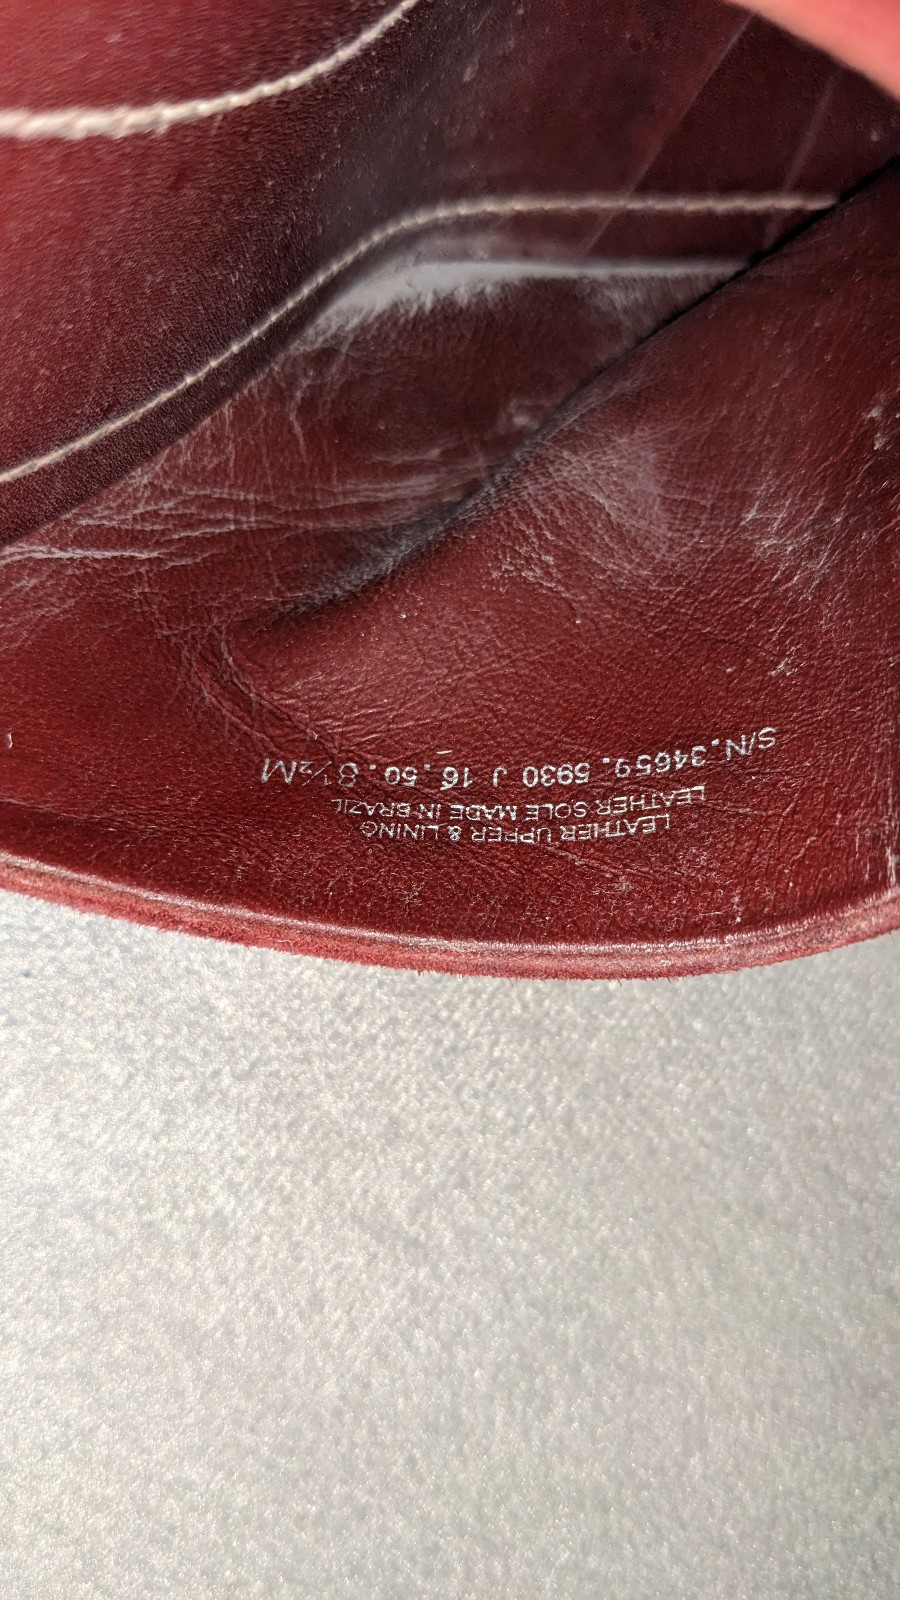 LEATHER UPPER & LINING
LEATHER SOLE MADE IN BRAZIL
S/N.34659. 5930 J 16.50. 8½M